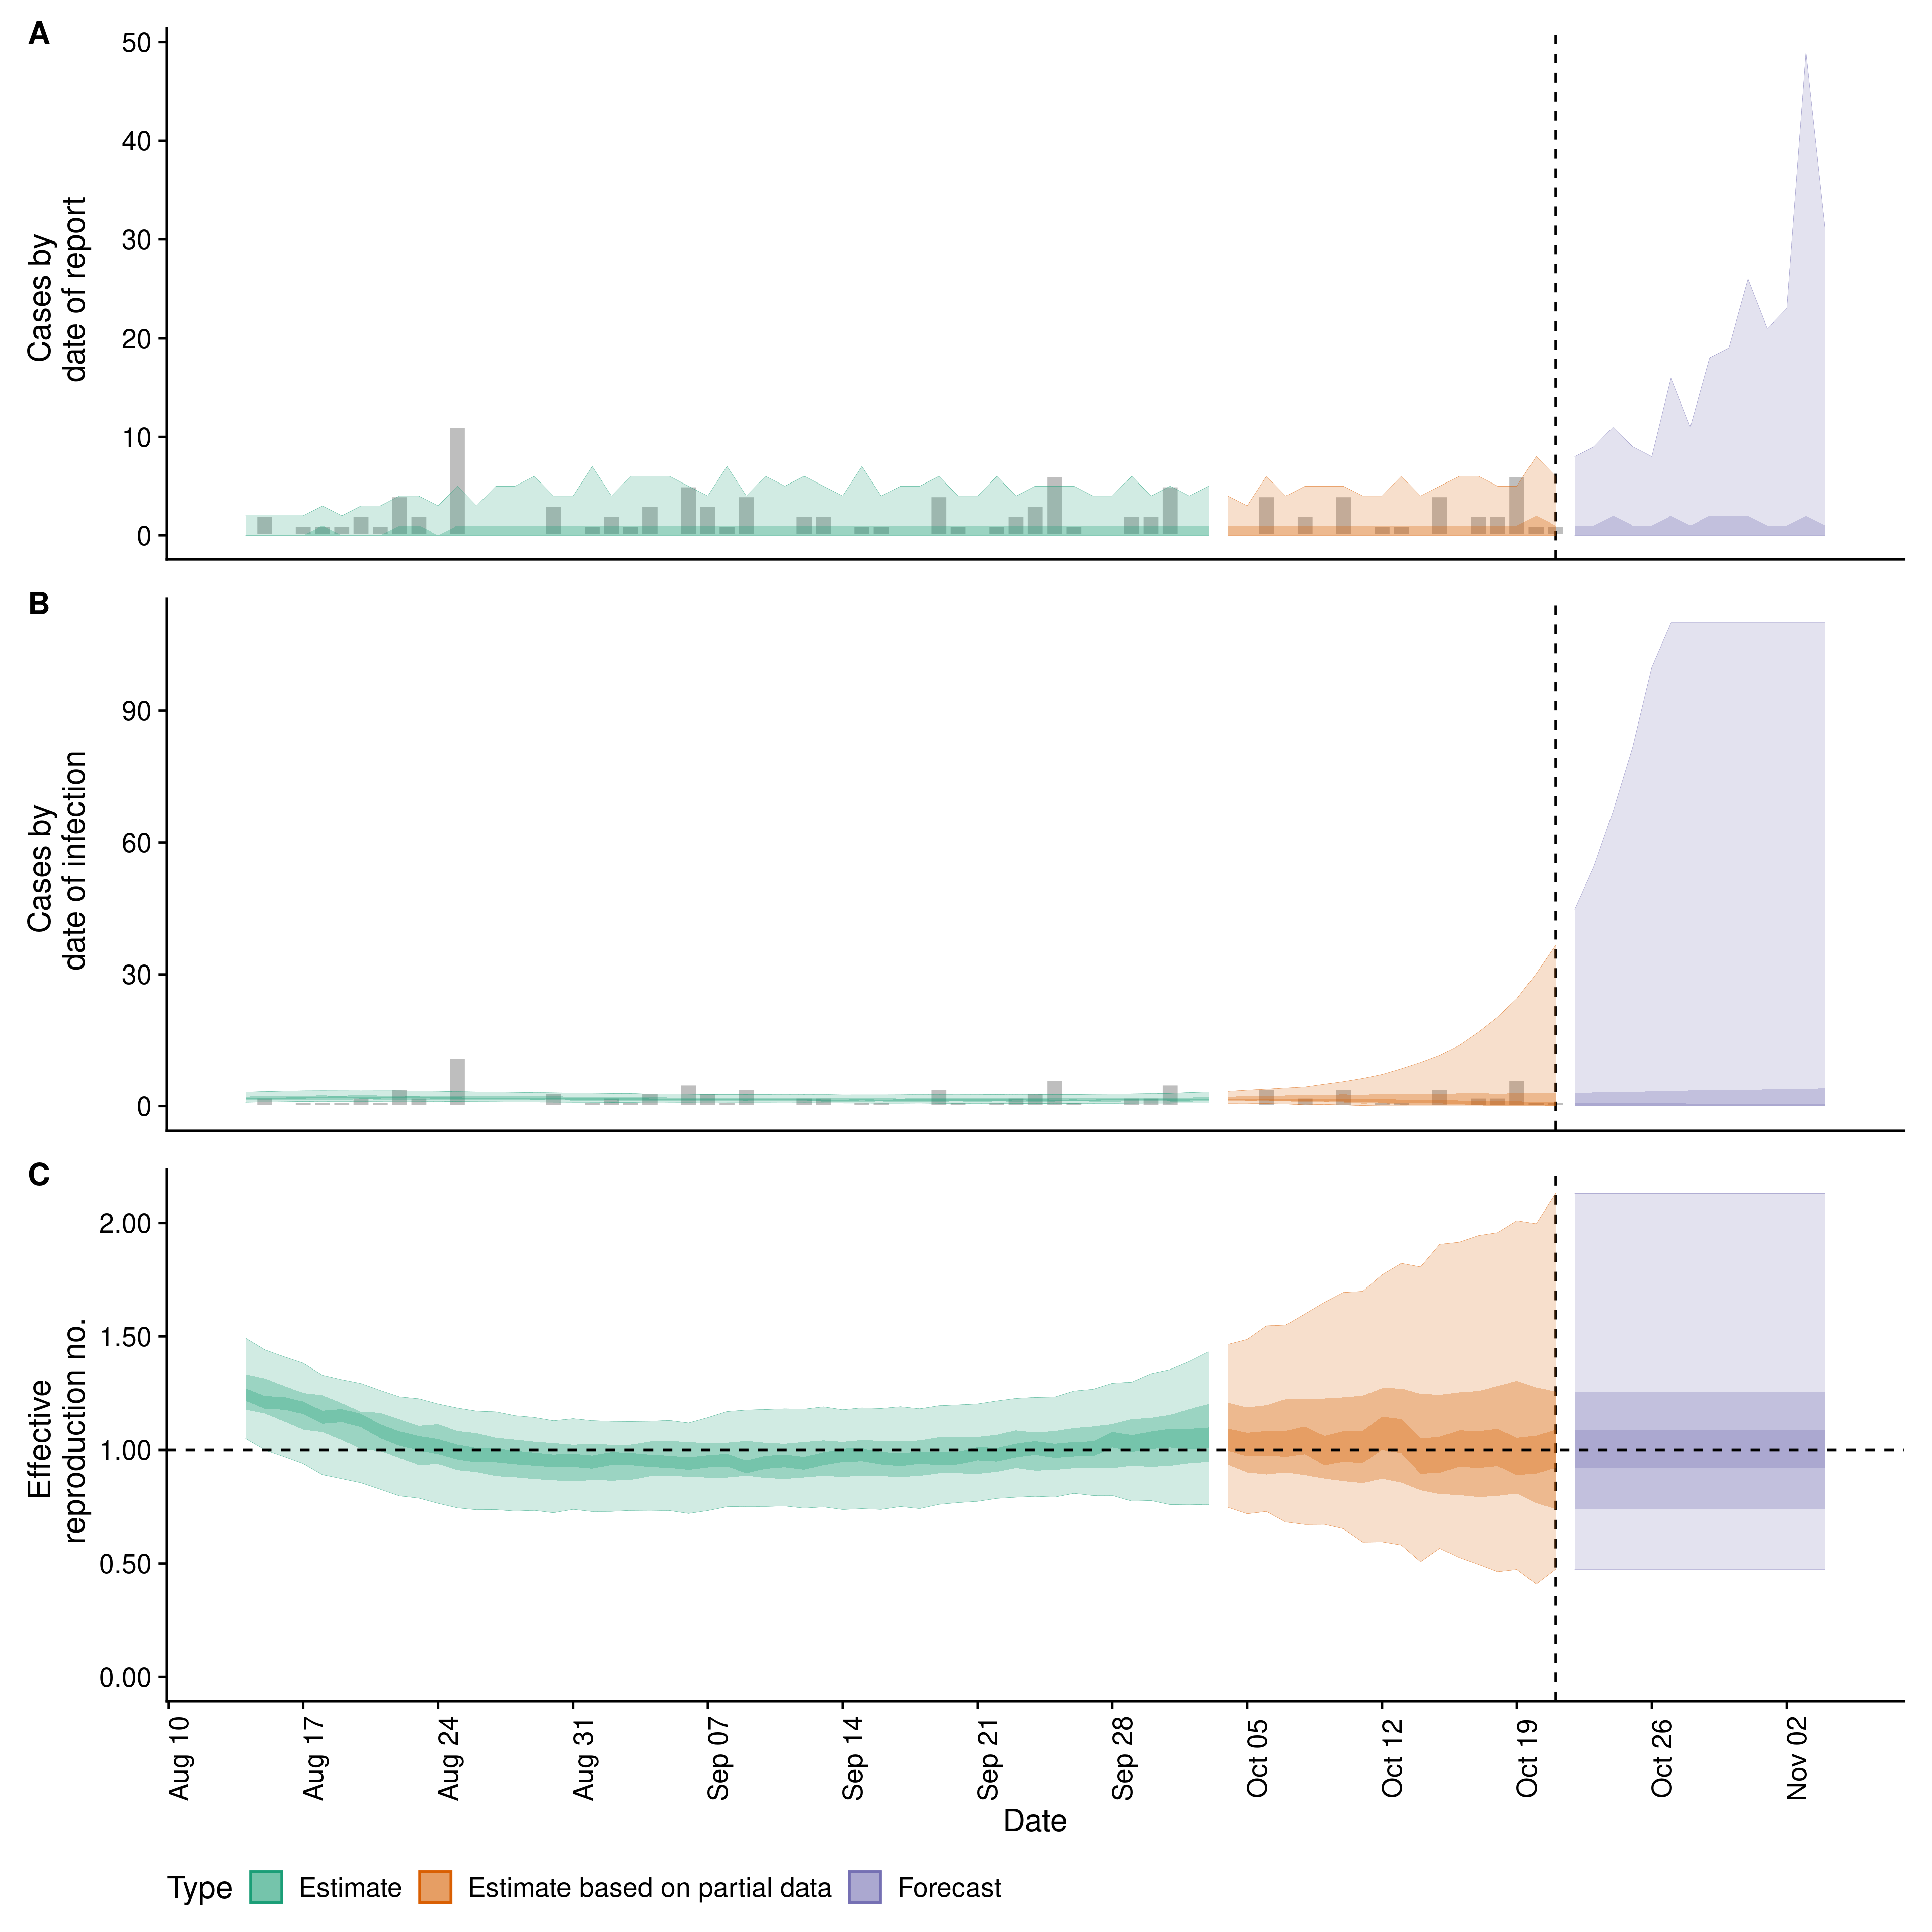 A
50
40
30
20
10
0
Cases by
date of report
B
90
60
30
0
Cases by
date of infection
C
2.00
1.50
1.00
0.50
0.00
Effective
reproduction no.
Aug 10
Aug 17
Aug 24
Aug 31
Sep 07
Sep 14
Sep 21
Sep 28
Oct 05
Oct 12
Oct 19
Oct 26
Nov 02
Date
Type Estimate Estimate based on partial data Forecast